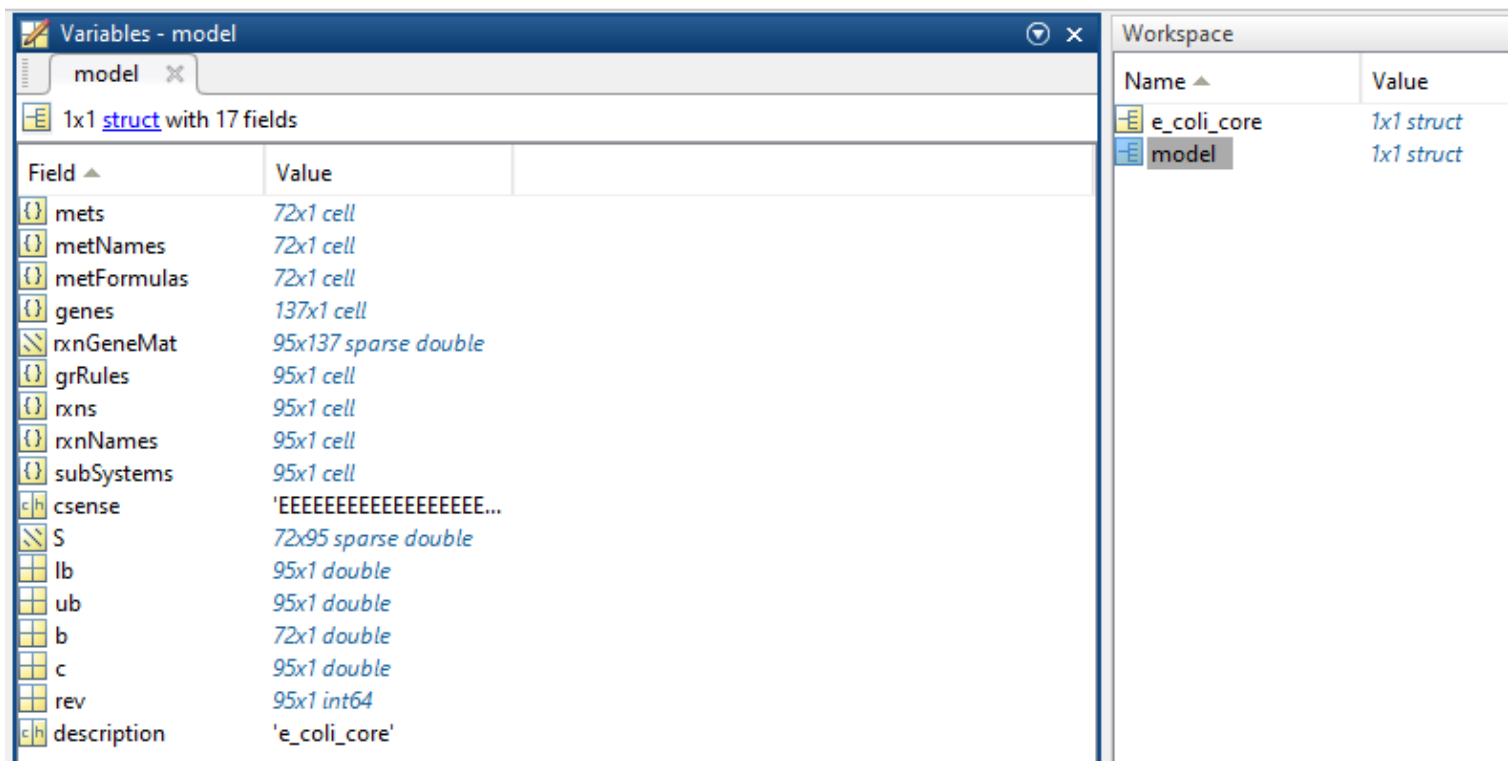 Variables - model
model
1x1 struct with 17 fields
Field Value
mets 72x1 cell
metNames 72x1 cell
metFormulas 72x1 cell
genes 137x1 cell
rxnGeneMat 95x137 sparse double
grRules 95x1 cell
rxns 95x1 cell
rxnNames 95x1 cell
subSystems 95x1 cell
csense 'EEEEEEEEEEEEEEEEEE...
S 72x95 sparse double
lb 95x1 double
ub 95x1 double
b 72x1 double
c 95x1 double
rev 95x1 int64
description 'e_coli_core'
Workspace
Name Value
e_coli_core 1x1 struct
model 1x1 struct